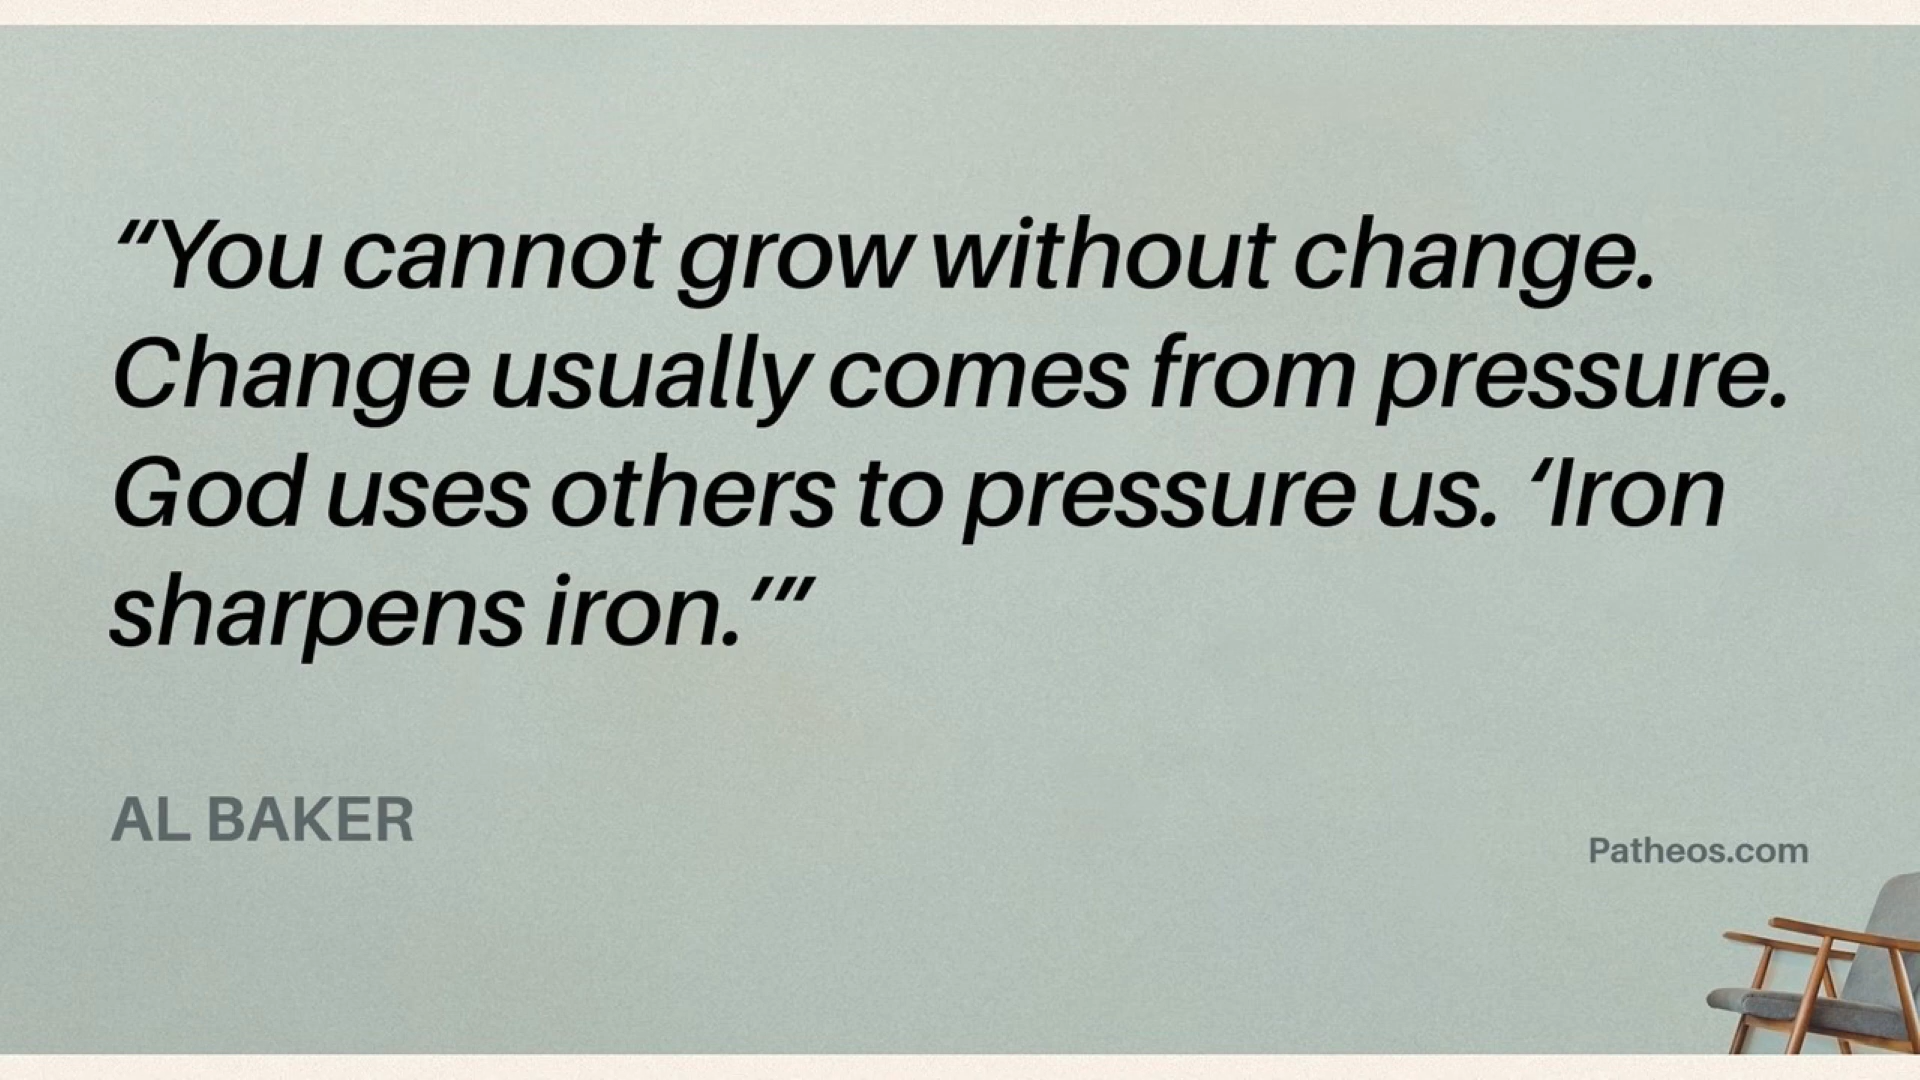 “You cannot grow without change.
Change usually comes from pressure.
God uses others to pressure us. ‘Iron
sharpens iron.’”
AL BAKER
Patheos.com